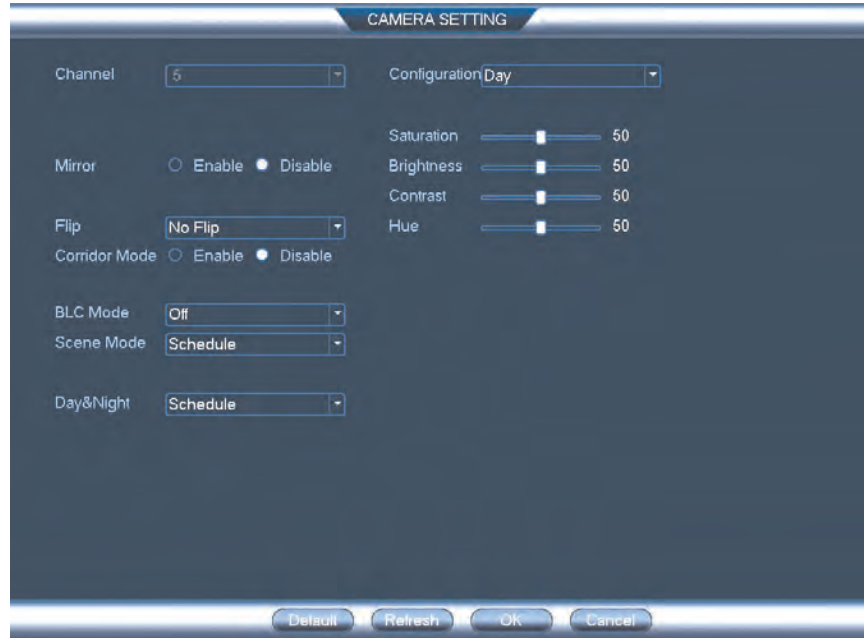 CAMERA SETTING
Channel 5 Configuration Day
Saturation 50
Mirror Enable Disable Brightness 50
Contrast 50
Flip No Flip Hue 50
Corridor Mode Enable Disable
BLC Mode Off
Scene Mode Schedule
Day&Night Schedule
Default Refresh OK Cancel